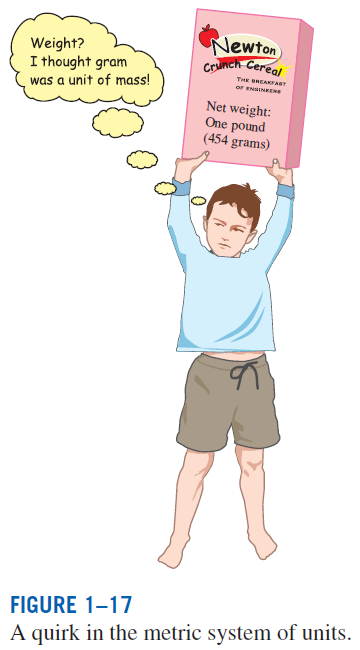 Weight?
I thought gram
was a unit of mass!
Newton
Crunch Cereal
THE BREAKFAST
OF ENGINEERS
Net weight:
One pound
(454 grams)
FIGURE 1–17
A quirk in the metric system of units.